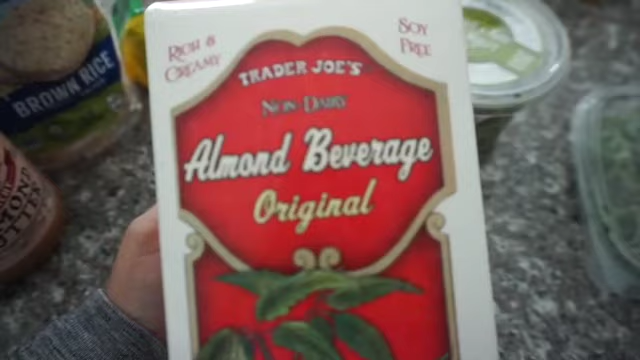 RICH &
CREAMY
SOY
FREE
TRADER JOE'S
NON-DAIRY
Almond Beverage
Original
BROWN RICE